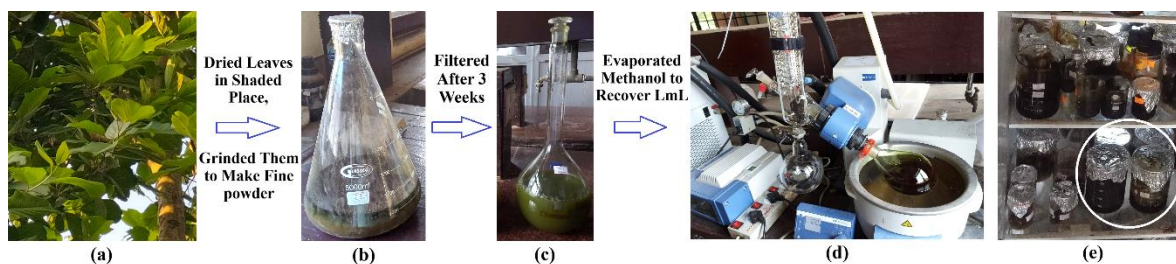 Dried Leaves
in Shaded
Place,
Grinded Them
to Make Fine
powder
Filtered
After 3
Weeks
Evaporated
Methanol to
Recover LmL
(a)
(b)
(c)
(d)
(e)